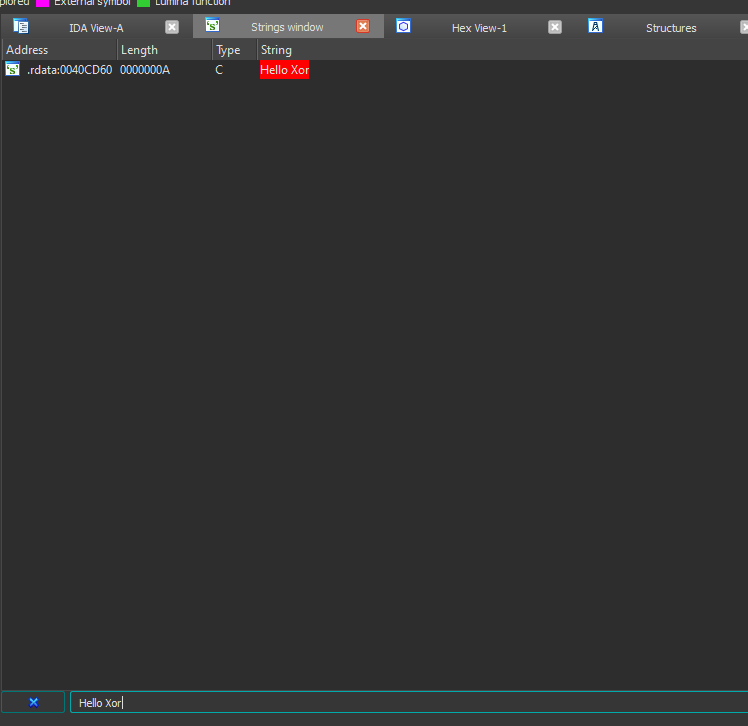 plored External symbol Lumina function
IDA View-A Strings window Hex View-1 Structures
Address Length Type String
.rdata:0040CD60 0000000A C Hello Xor
Hello Xor